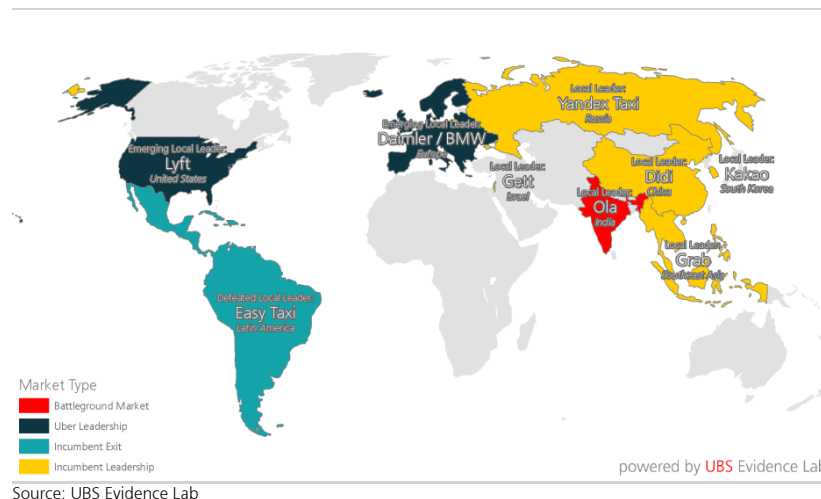 Local Leader:
Yandex Taxi
Russia
Emerging Local Leader:
Daimler / BMW
Europe
Emerging Local Leader:
Lyft
United States
Local Leader:
Gett
Israel
Local Leader:
Didi
China
Local Leader:
Kakao
South Korea
Local Leader:
Ola
India
Local Leader:
Grab
Southeast Asia
Defeated Local Leader:
Easy Taxi
Latin America
Market Type
Battleground Market
Uber Leadership
Incumbent Exit
Incumbent Leadership
powered by UBS Evidence Lab
Source: UBS Evidence Lab